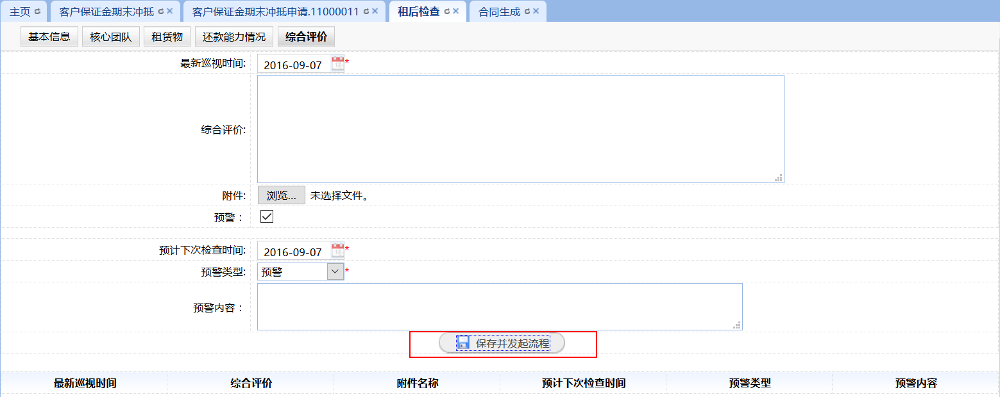 主页 客户保证金期末冲抵 客户保证金期末冲抵申请.11000011 租后检查 合同生成
基本信息 核心团队 租赁物 还款能力情况 综合评价
最新巡视时间: 2016-09-07 *
综合评价:
附件: 浏览... 未选择文件。
预警：
预计下次检查时间: 2016-09-07 *
预警类型: 预警 *
预警内容：
保存并发起流程
最新巡视时间 综合评价 附件名称 预计下次检查时间 预警类型 预警内容